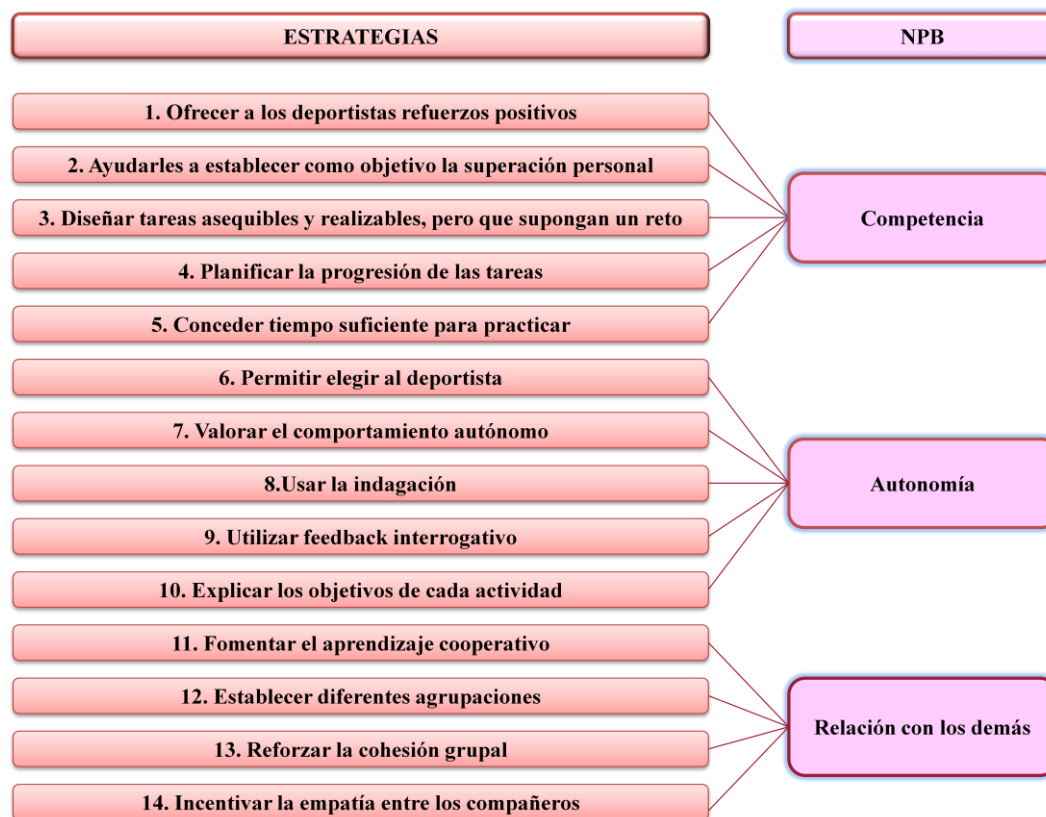 ESTRATEGIAS
NPB
1. Ofrecer a los deportistas refuerzos positivos
2. Ayudarles a establecer como objetivo la superación personal
3. Diseñar tareas asequibles y realizables, pero que supongan un reto
4. Planificar la progresión de las tareas
5. Conceder tiempo suficiente para practicar
Competencia
6. Permitir elegir al deportista
7. Valorar el comportamiento autónomo
8.Usar la indagación
9. Utilizar feedback interrogativo
10. Explicar los objetivos de cada actividad
Autonomía
11. Fomentar el aprendizaje cooperativo
12. Establecer diferentes agrupaciones
13. Reforzar la cohesión grupal
14. Incentivar la empatía entre los compañeros
Relación con los demás